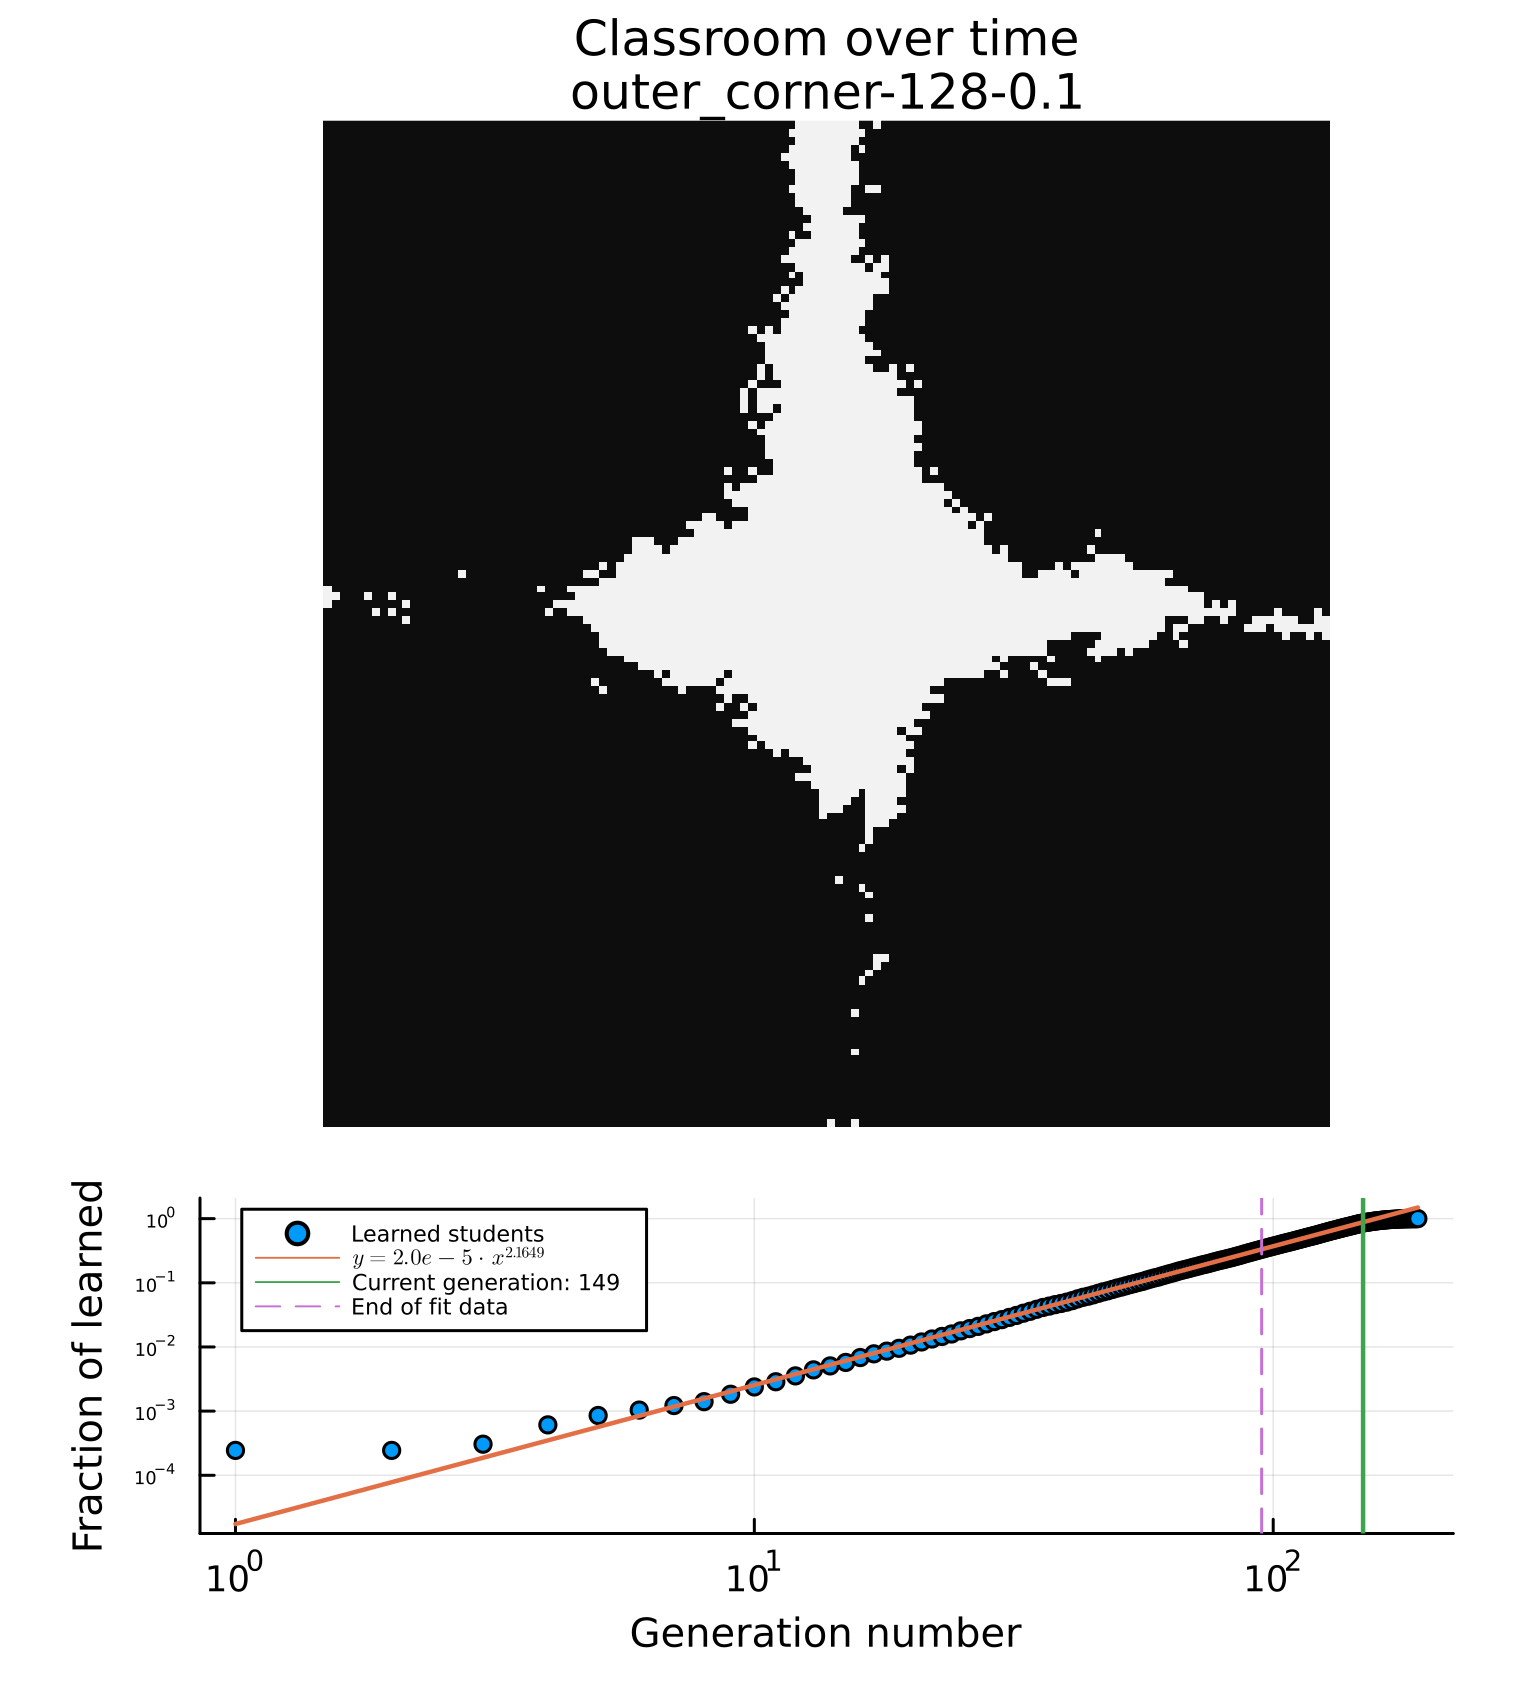 Classroom over time
outer_corner-128-0.1
Fraction of learned
10^0
10^-1
10^-2
10^-3
10^-4
Learned students
y = 2.0e − 5 · x^2.1649
Current generation: 149
End of fit data
10^0
10^1
10^2
Generation number